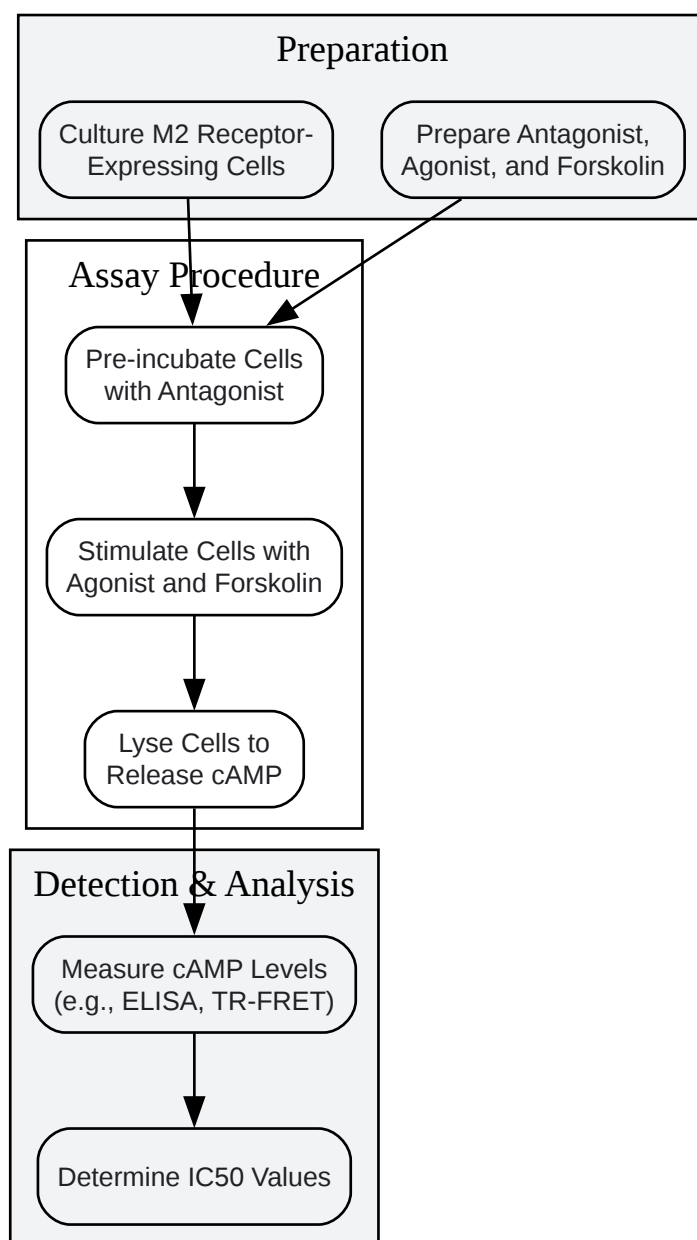 Preparation
Culture M2 Receptor-
Expressing Cells
Prepare Antagonist,
Agonist, and Forskolin
Assay Procedure
Pre-incubate Cells
with Antagonist
Stimulate Cells with
Agonist and Forskolin
Lyse Cells to
Release cAMP
Detection & Analysis
Measure cAMP Levels
(e.g., ELISA, TR-FRET)
Determine IC50 Values